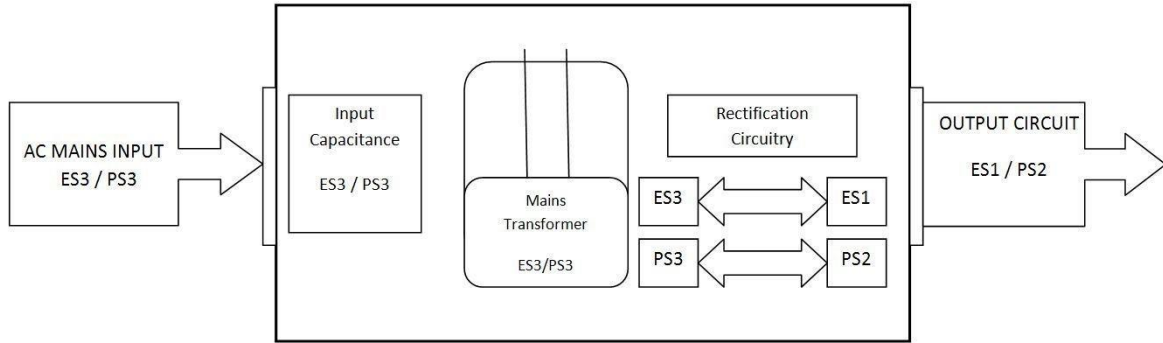 AC MAINS INPUT
ES3 / PS3
Input
Capacitance
ES3 / PS3
Mains
Transformer
ES3/PS3
Rectification
Circuitry
ES3
ES1
PS3
PS2
OUTPUT CIRCUIT
ES1 / PS2